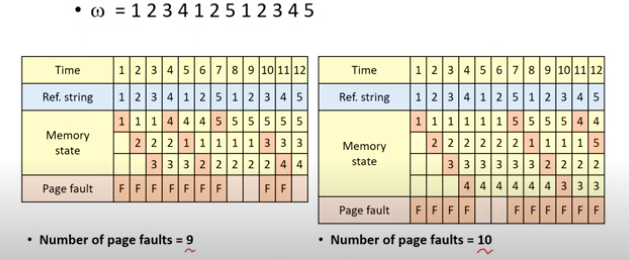 • ω = 1 2 3 4 1 2 5 1 2 3 4 5
Time 1 2 3 4 5 6 7 8 9 10 11 12
Ref. string 1 2 3 4 1 2 5 1 2 3 4 5
Memory state
1 1 1 4 4 4 5 5 5 5 5 5
2 2 2 1 1 1 1 1 3 3 3
3 3 3 2 2 2 2 2 4 4
Page fault F F F F F F F F F
• Number of page faults = 9
Time 1 2 3 4 5 6 7 8 9 10 11 12
Ref. string 1 2 3 4 1 2 5 1 2 3 4 5
Memory state
1 1 1 1 1 1 5 5 5 5 4 4
2 2 2 2 2 2 1 1 1 1 5
3 3 3 3 3 3 2 2 2 2
4 4 4 4 4 4 3 3 3
Page fault F F F F F F F F F F
• Number of page faults = 10